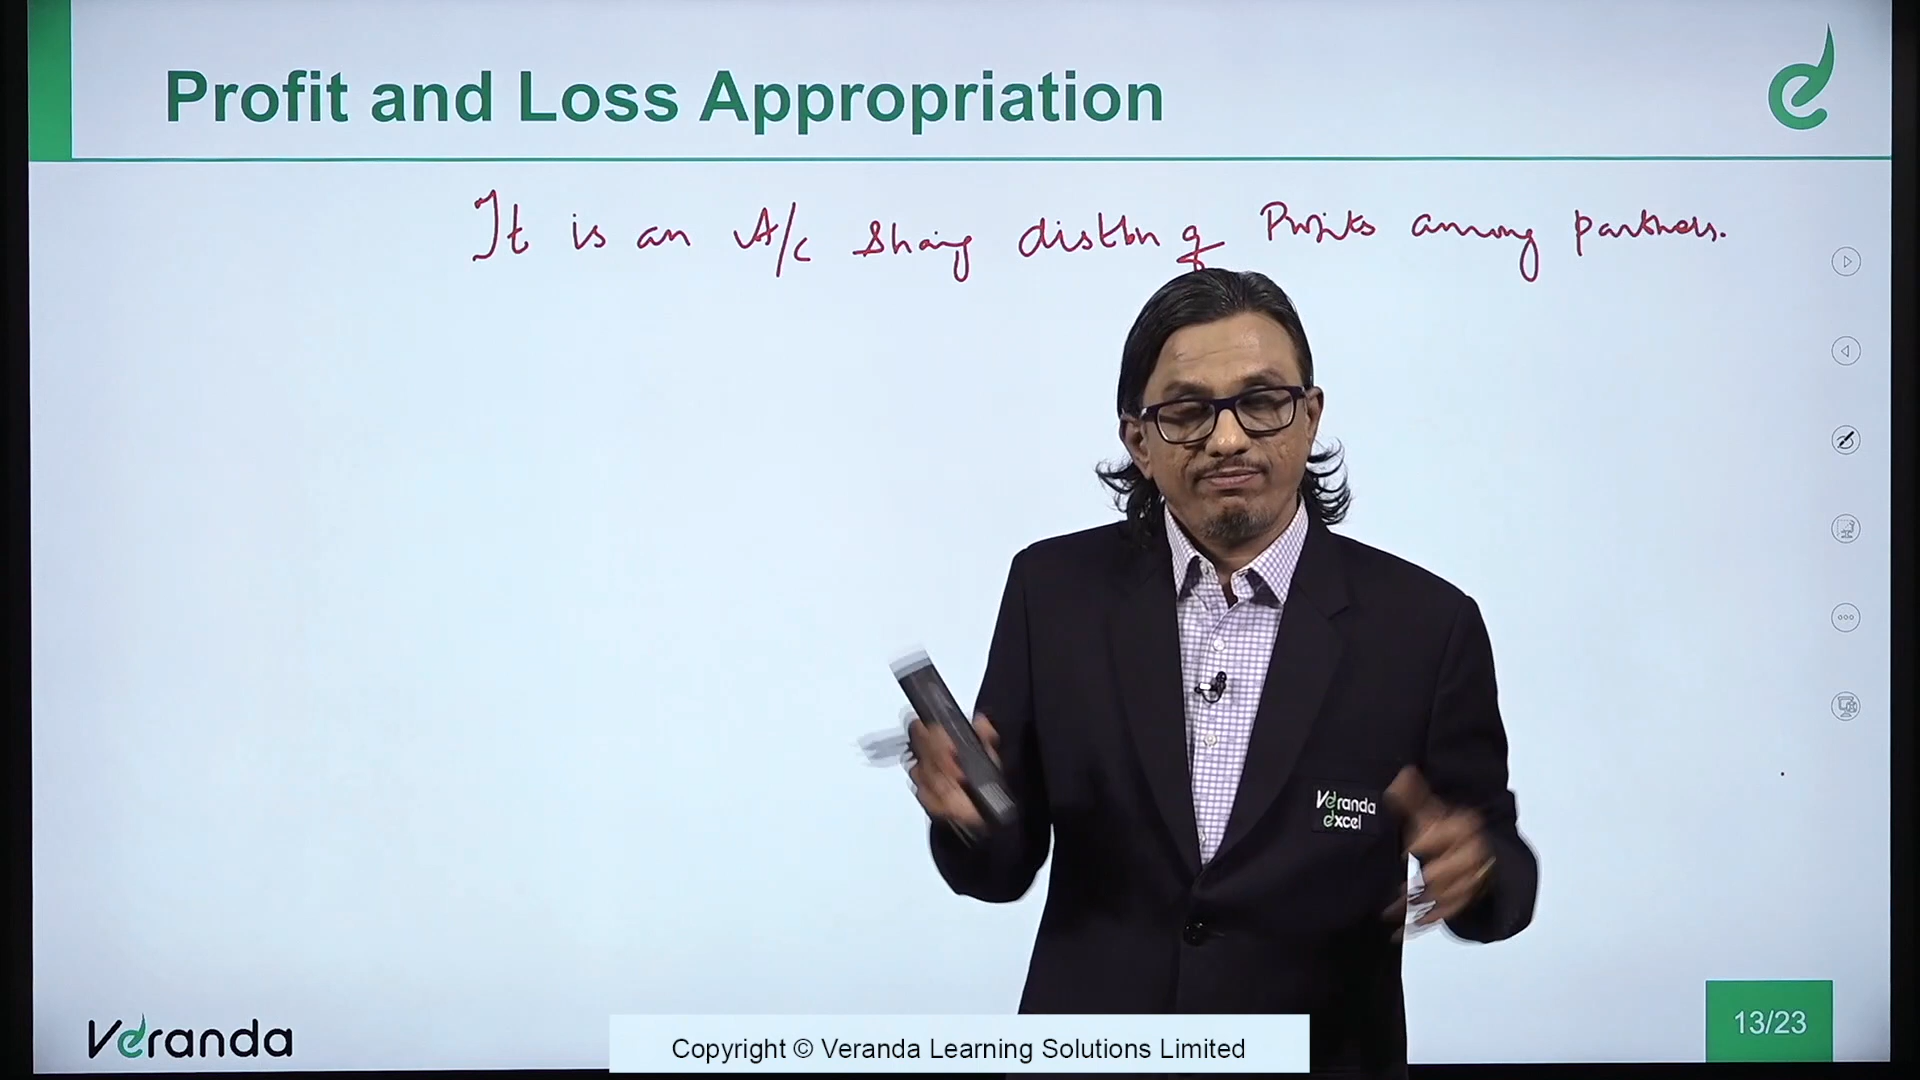 Profit and Loss Appropriation
It is an A/c Shaing distbn of Profits among partners.
Veranda
excel
Veranda
13/23
Copyright © Veranda Learning Solutions Limited